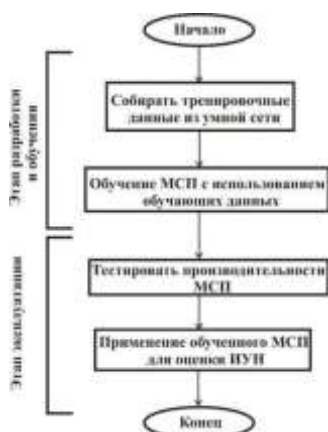 Начало
Этап разработки
и обучения
Собирать тренировочные
данные из умной сети
Обучение МСП с использованием
обучающих данных
Этап эксплуатации
Тестировать производительности
МСП
Применение обученного МСП
для оценки ИУН
Конец